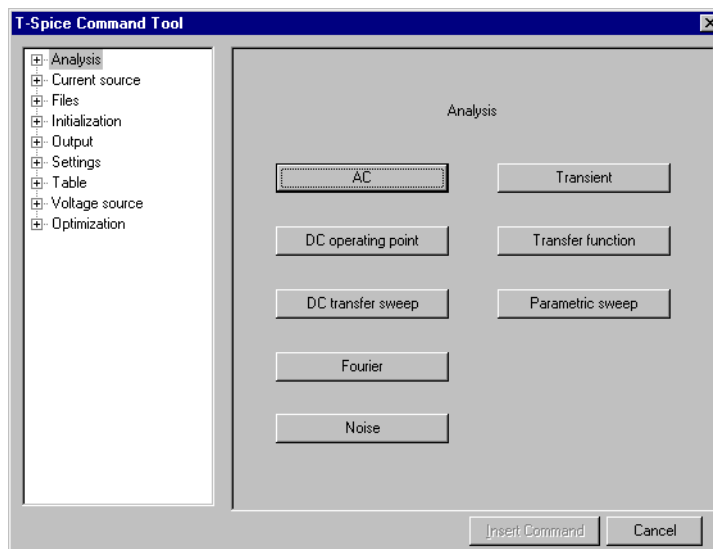 T-Spice Command Tool
Analysis
Current source
Files
Initialization
Output
Settings
Table
Voltage source
Optimization
Analysis
AC
Transient
DC operating point
Transfer function
DC transfer sweep
Parametric sweep
Fourier
Noise
Insert Command
Cancel